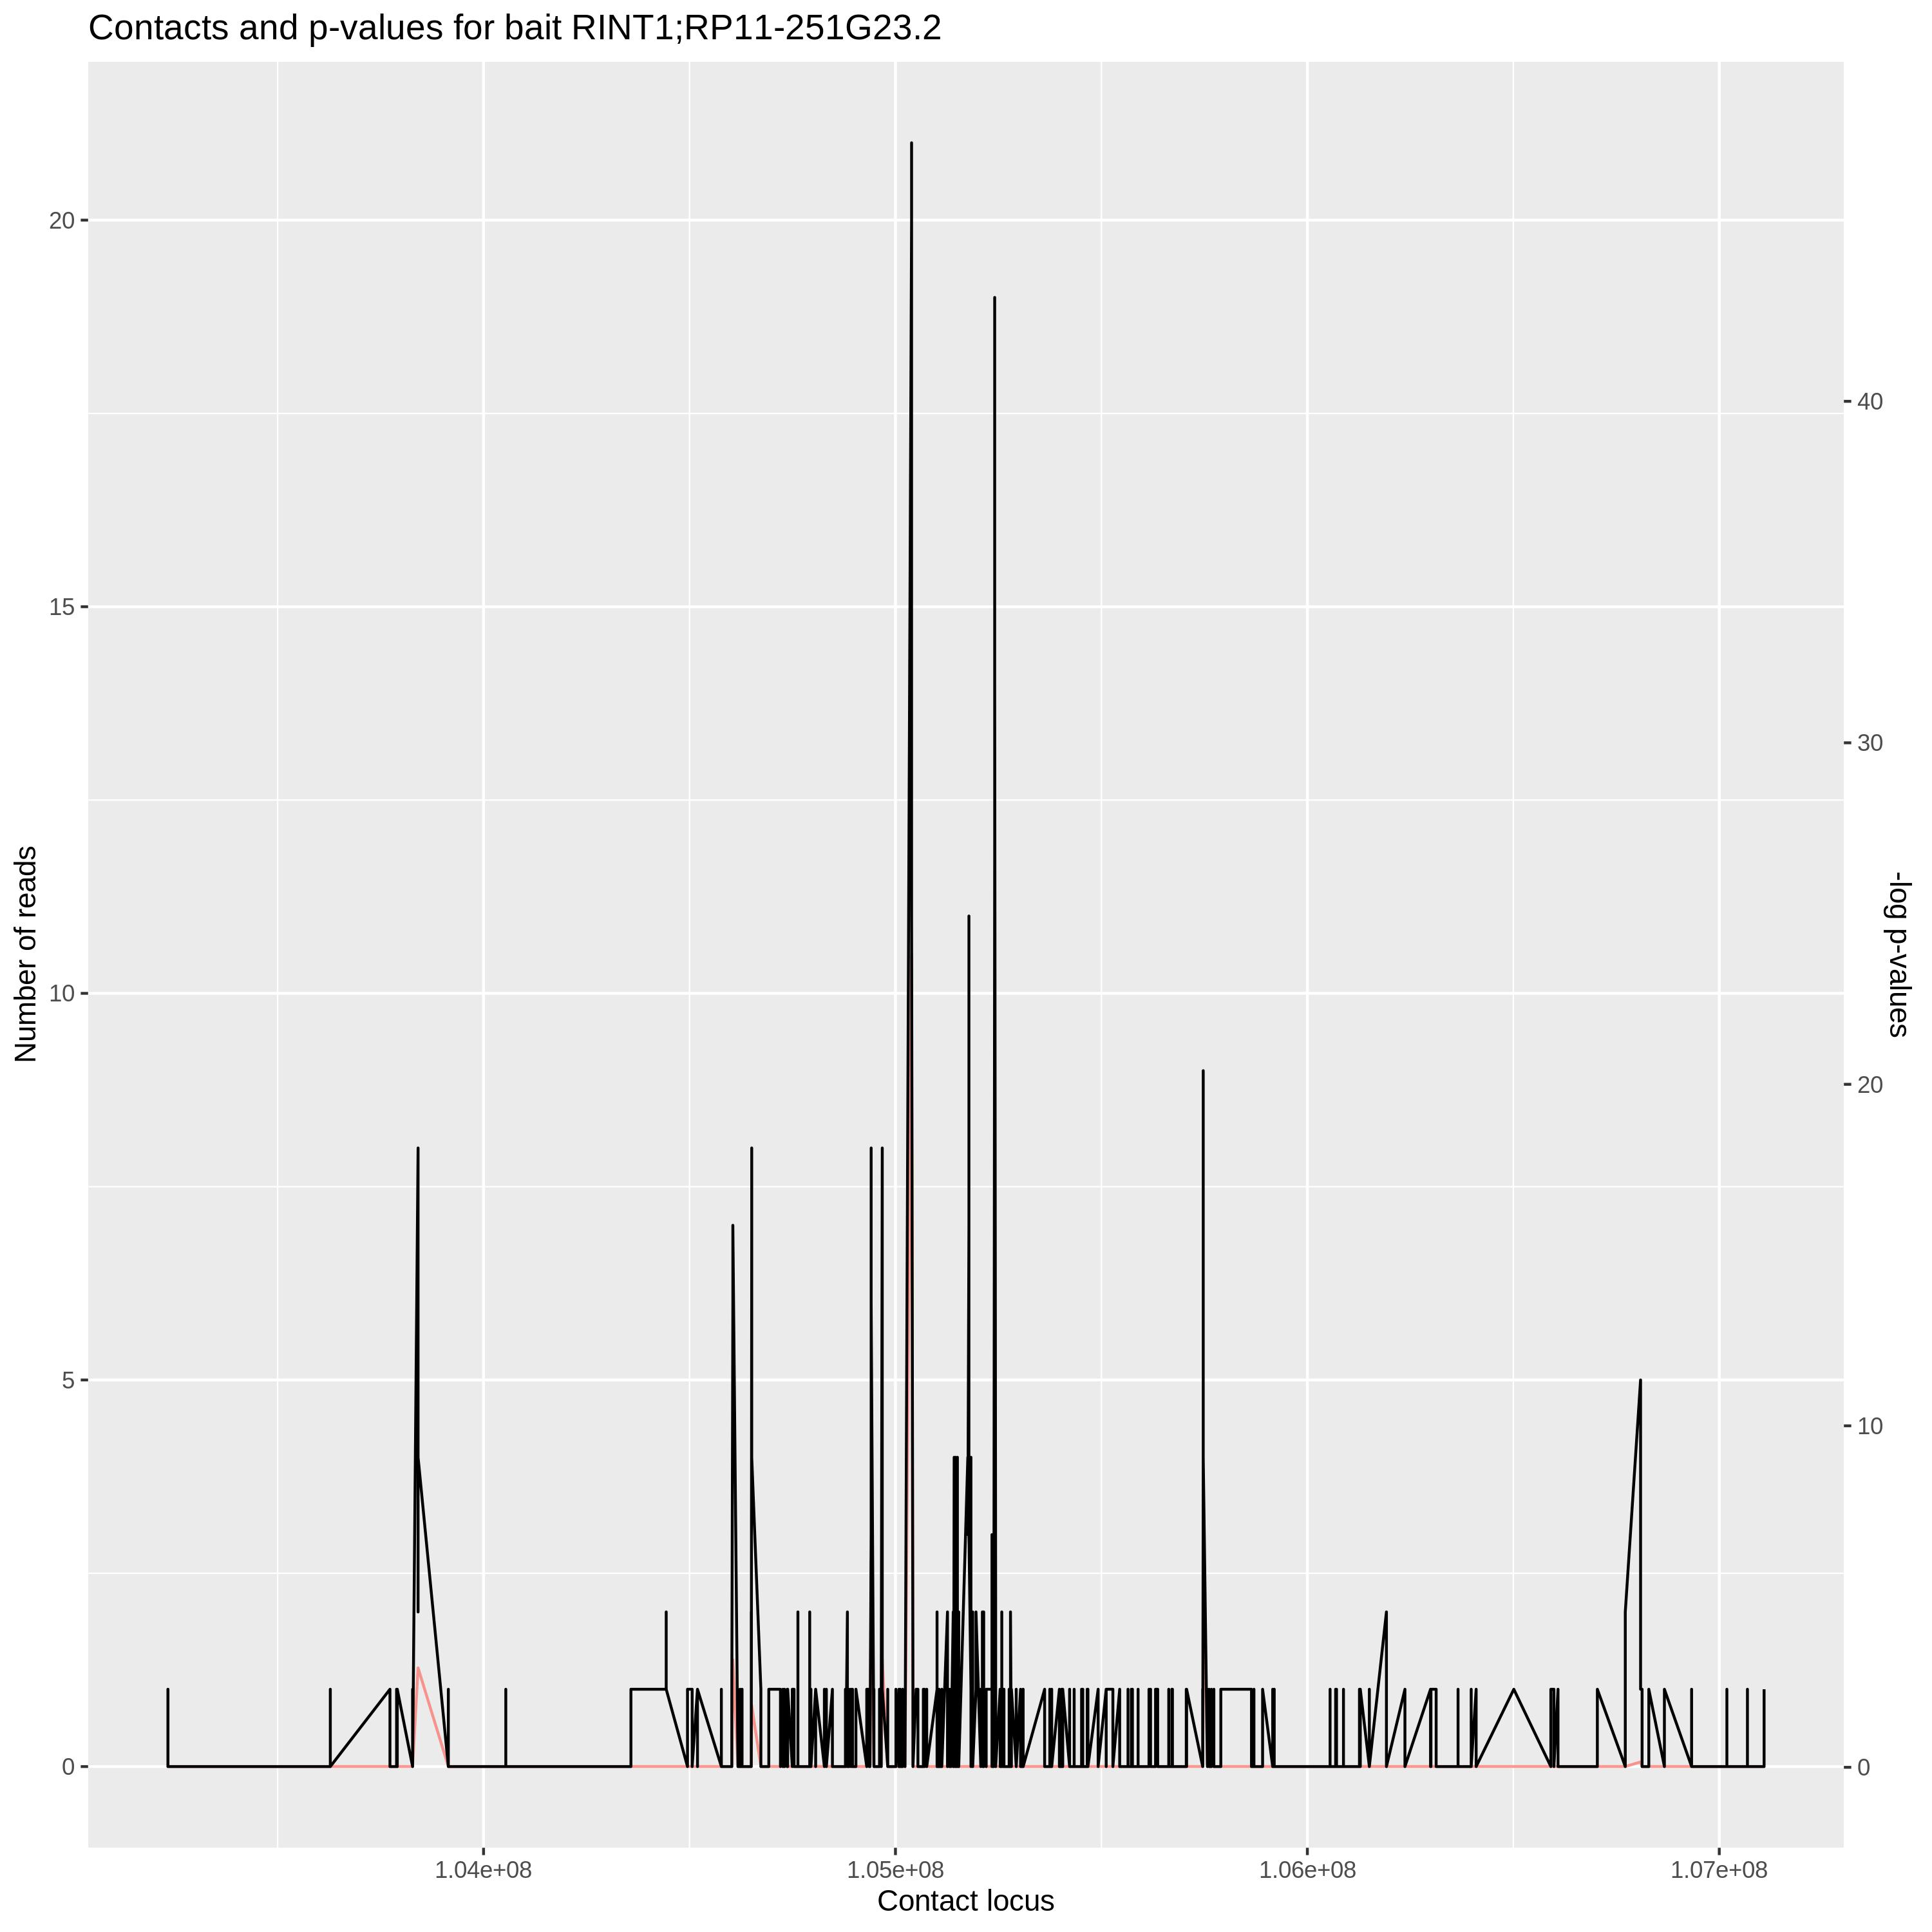 Contacts and p-values for bait RINT1;RP11-251G23.2
20
15
10
5
0
Number of reads
40
30
20
10
0
-log p-values
1.04e+08
1.05e+08
1.06e+08
1.07e+08
Contact locus